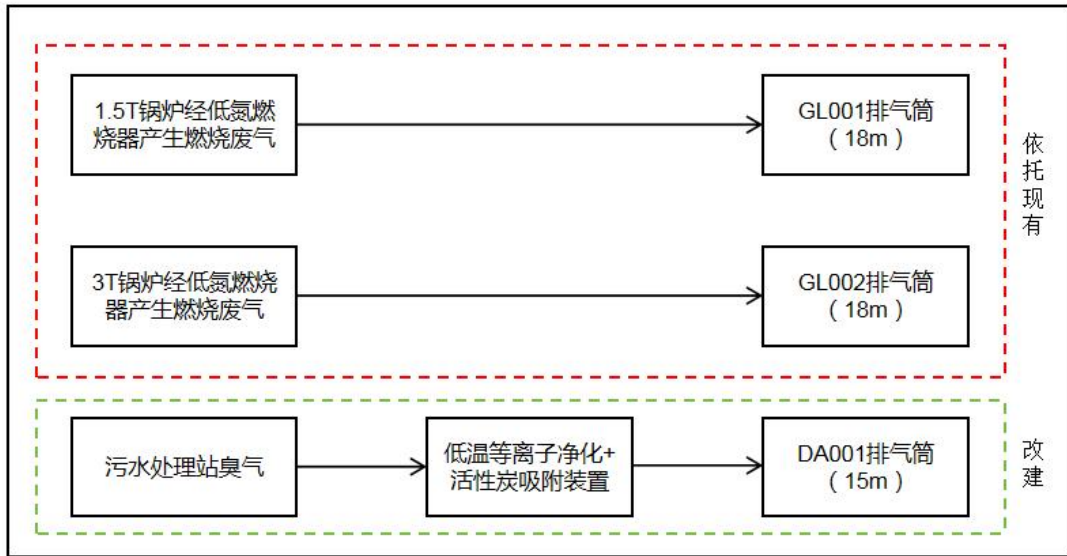 1.5T锅炉经低氮燃
烧器产生燃烧废气
GL001排气筒
（18m）
3T锅炉经低氮燃烧
器产生燃烧废气
GL002排气筒
（18m）
依托现有
污水处理站臭气
低温等离子净化+
活性炭吸附装置
DA001排气筒
（15m）
改建